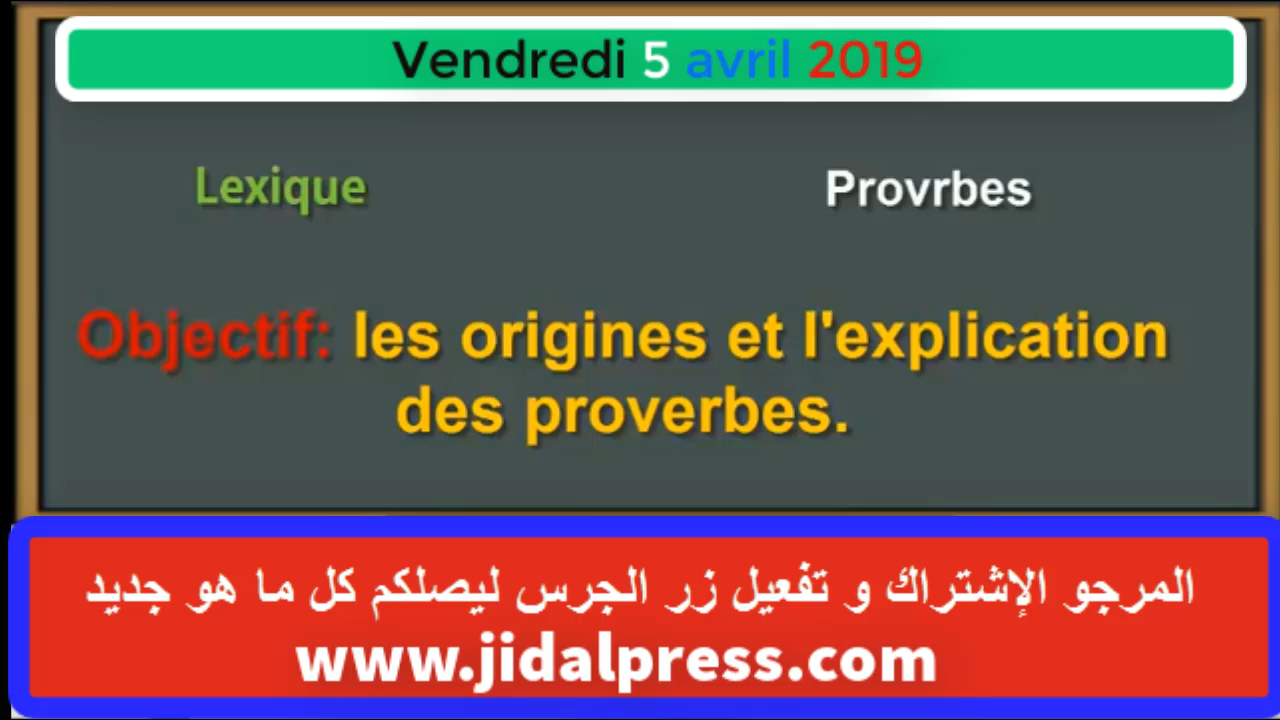 Vendredi 5 avril 2019
Lexique
Provrbes
Objectif: les origines et l'explication
des proverbes.
المرجو الإشتراك و تفعيل زر الجرس ليصلكم كل ما هو جديد
www.jidalpress.com